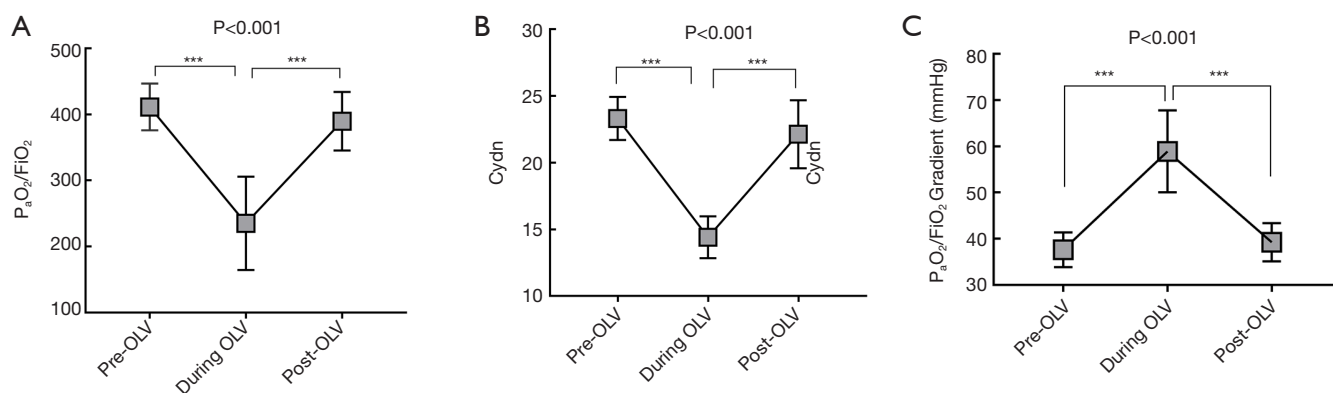 A
P<0.001
500
400
300
200
100
PaO2/FiO2
***
***
Pre-OLV
During OLV
Post-OLV
B
P<0.001
30
25
20
15
10
Cydn
***
***
Cydn
Pre-OLV
During OLV
Post-OLV
C
P<0.001
80
70
60
50
40
30
PaO2/FiO2 Gradient (mmHg)
***
***
Pre-OLV
During OLV
Post-OLV